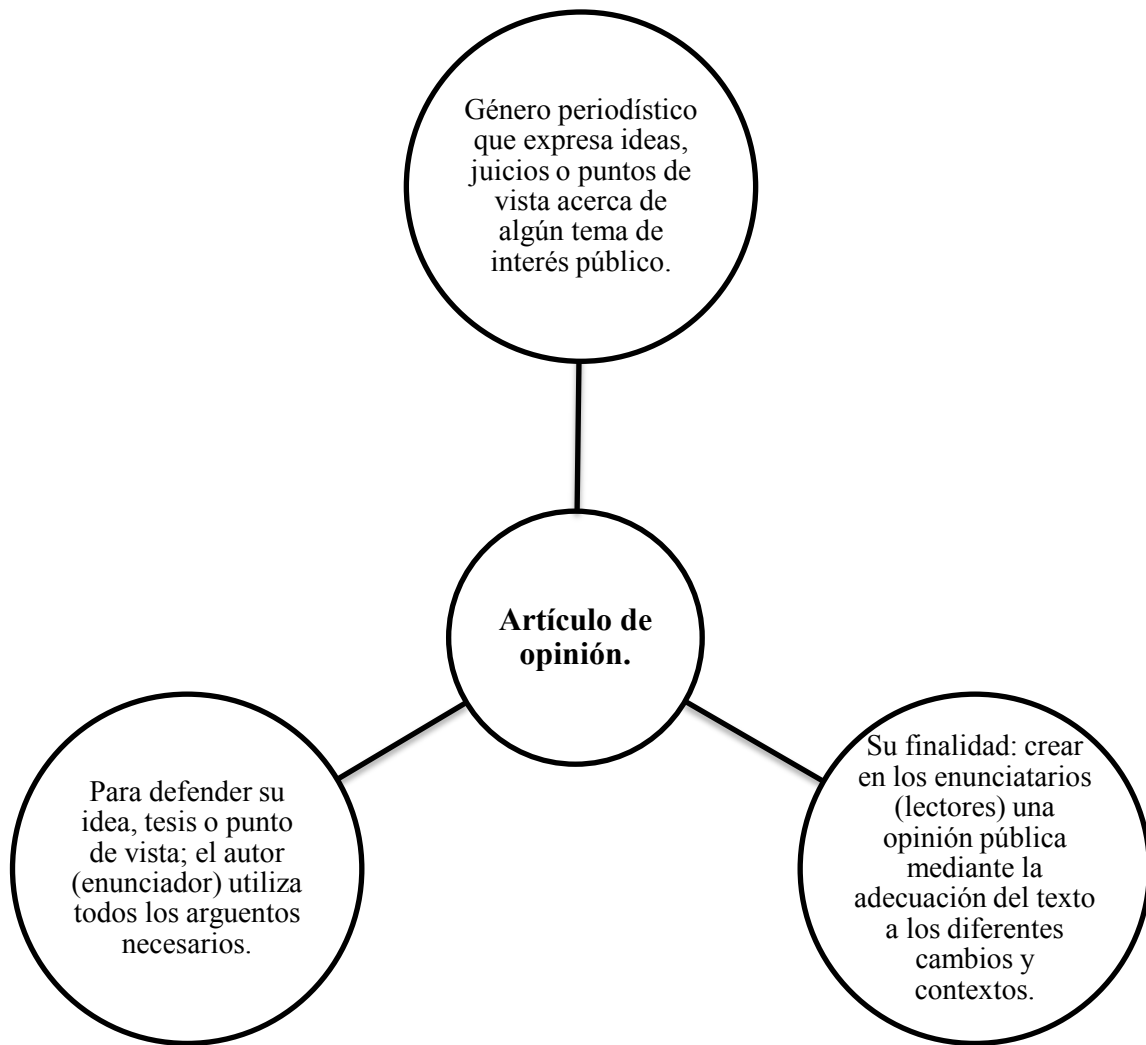 Género periodístico
que expresa ideas,
juicios o puntos de
vista acerca de
algún tema de
interés público.
Artículo de
opinión.
Para defender su
idea, tesis o punto
de vista; el autor
(enunciador) utiliza
todos los arguentos
necesarios.
Su finalidad: crear
en los enunciatarios
(lectores) una
opinión pública
mediante la
adecuación del texto
a los diferentes
cambios y
contextos.